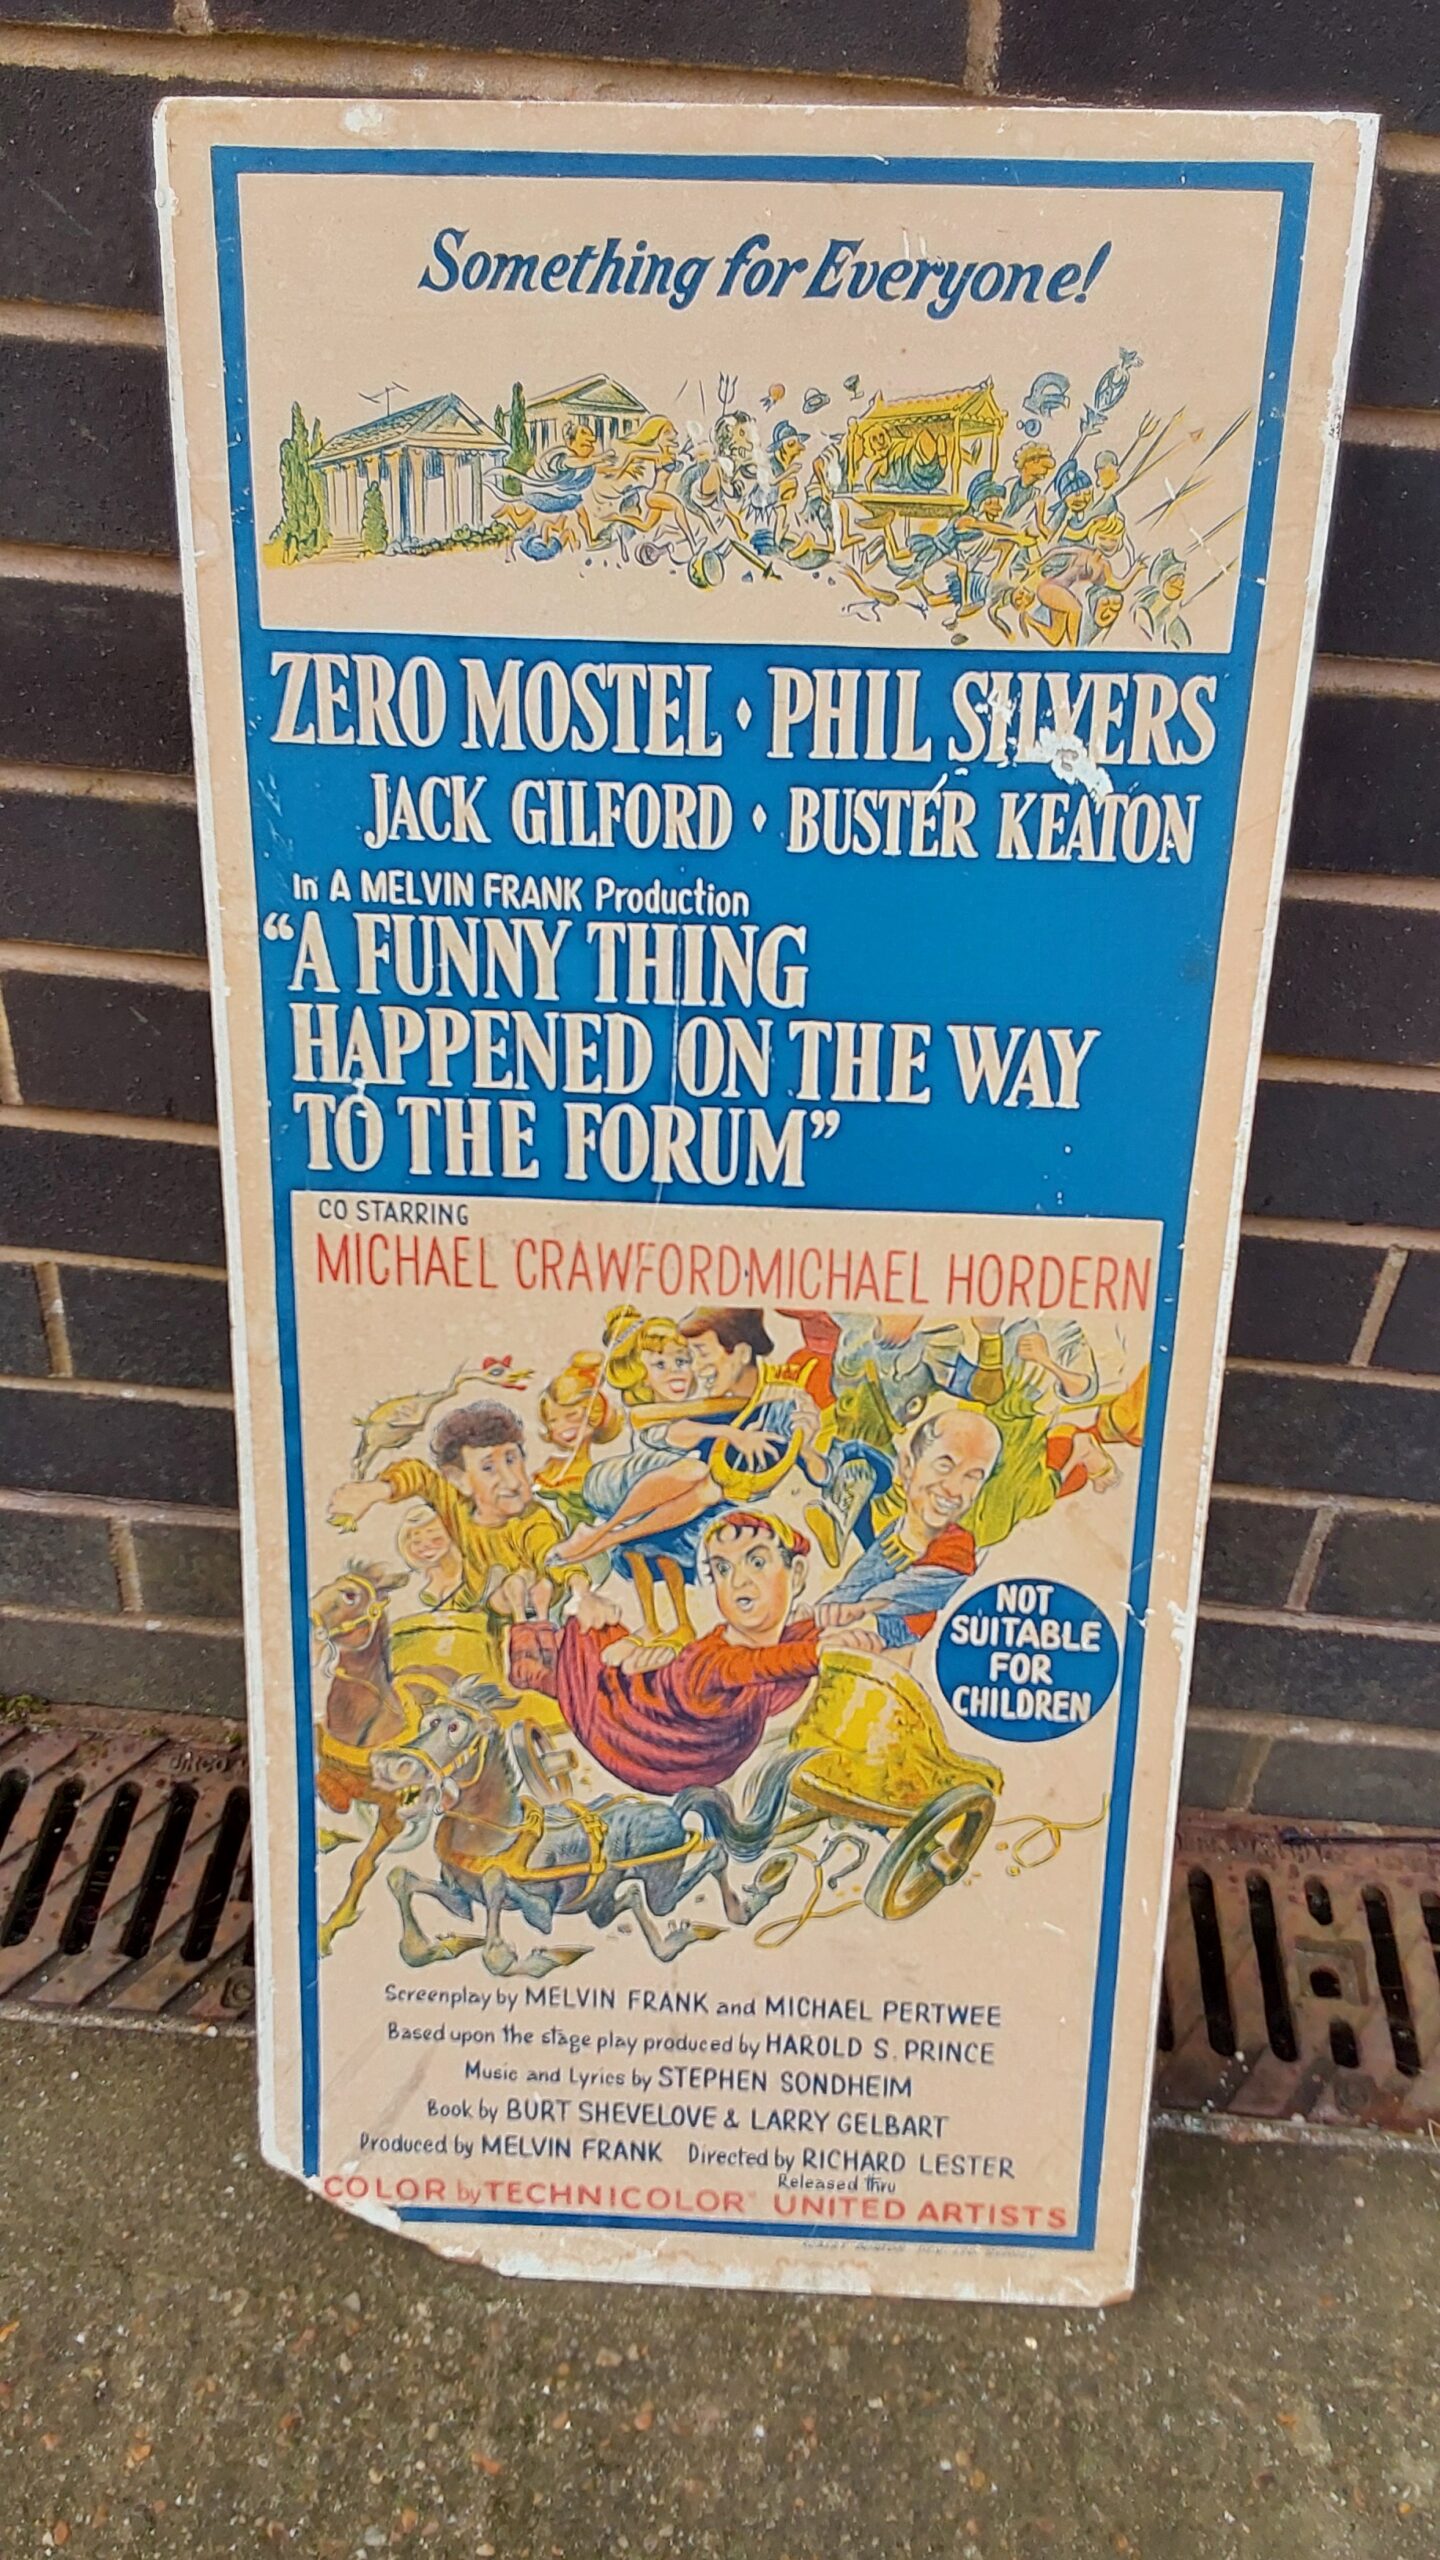 Something for Everyone!
ZERO MOSTEL ⬧ PHIL SILVERS
JACK GILFORD ⬧ BUSTER KEATON
In A MELVIN FRANK Production
“A FUNNY THING
HAPPENED ON THE WAY
TO THE FORUM”
CO STARRING
MICHAEL CRAWFORD·MICHAEL HORDERN
NOT
SUITABLE
FOR
CHILDREN
Screenplay by MELVIN FRANK and MICHAEL PERTWEE
Based upon the stage play produced by HAROLD S. PRINCE
Music and Lyrics by STEPHEN SONDHEIM
Book by BURT SHEVELOVE & LARRY GELBART
Produced by MELVIN FRANK Directed by RICHARD LESTER
Released thru
COLOR by TECHNICOLOR® UNITED ARTISTS